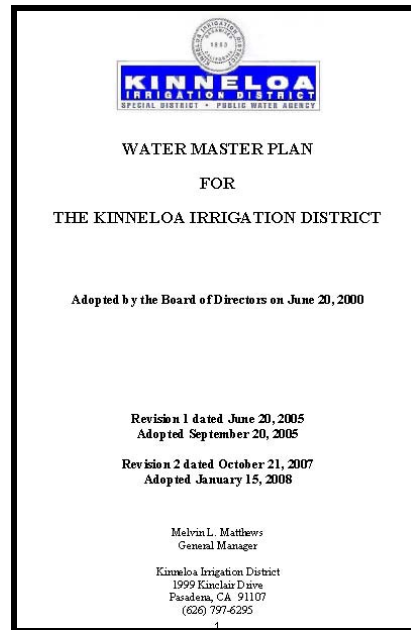 KINNELOA
IRRIGATION DISTRICT
SPECIAL DISTRICT • PUBLIC WATER AGENCY
WATER MASTER PLAN
FOR
THE KINNELOA IRRIGATION DISTRICT
Adopted by the Board of Directors on June 20, 2000
Revision 1 dated June 20, 2005
Adopted September 20, 2005
Revision 2 dated October 21, 2007
Adopted January 15, 2008
Melvin L. Matthews
General Manager
Kinneloa Irrigation District
1999 Kinclair Drive
Pasadena, CA 91107
(626) 797-6295
1